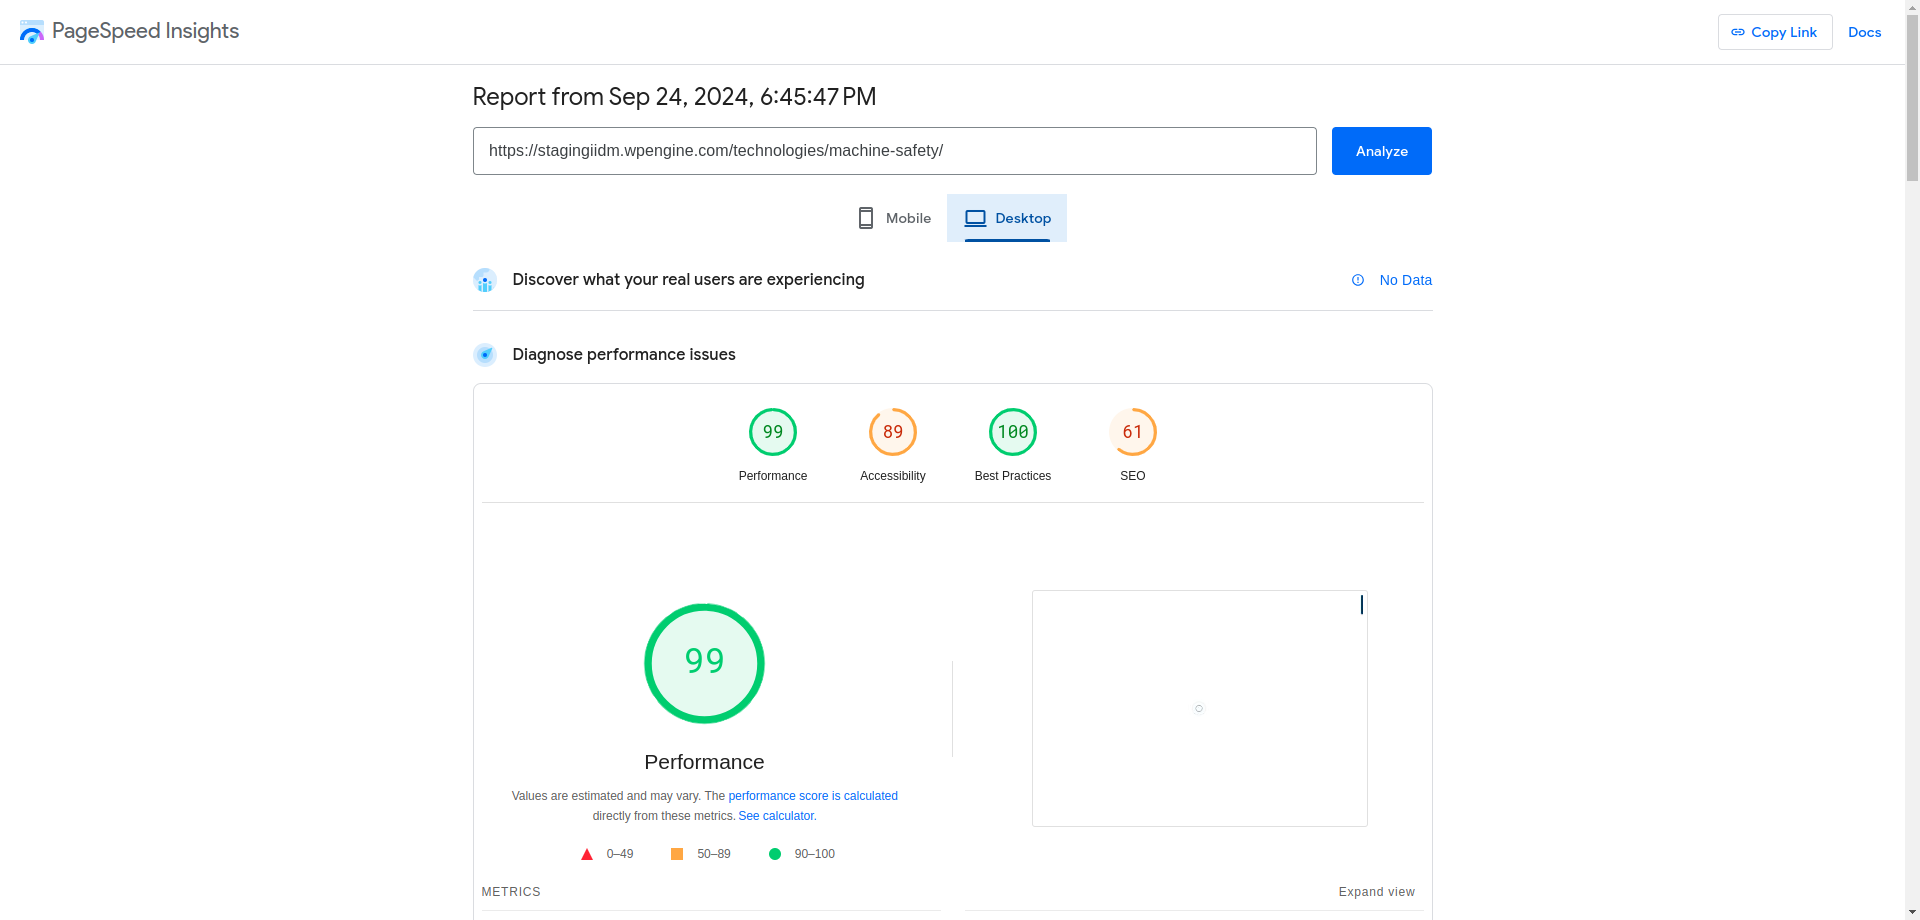 PageSpeed Insights
Copy Link
Docs
Report from Sep 24, 2024, 6:45:47 PM
https://stagingiidm.wpengine.com/technologies/machine-safety/
Analyze
Mobile
Desktop
Discover what your real users are experiencing
No Data
Diagnose performance issues
99
89
100
61
Performance
Accessibility
Best Practices
SEO
99
Performance
Values are estimated and may vary. The performance score is calculated
directly from these metrics. See calculator.
0–49
50–89
90–100
METRICS
Expand view